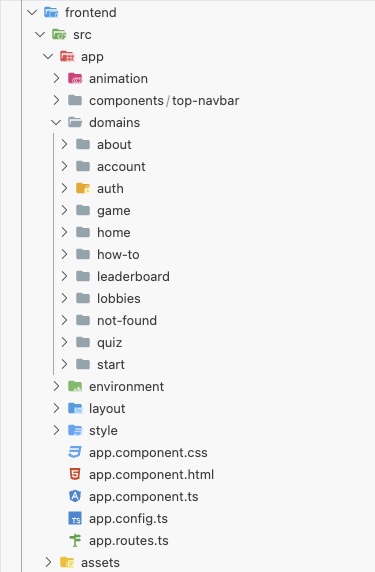 frontend
src
app
animation
components/top-navbar
domains
about
account
auth
game
home
how-to
leaderboard
lobbies
not-found
quiz
start
environment
layout
style
app.component.css
app.component.html
app.component.ts
app.config.ts
app.routes.ts
assets